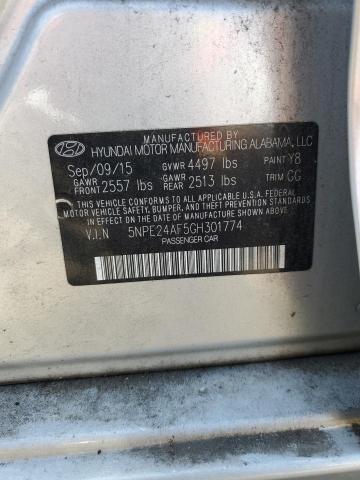 MANUFACTURED BY
HYUNDAI MOTOR MANUFACTURING ALABAMA, LLC
Sep/09/15 GVWR 4497 lbs PAINT Y8
GAWR FRONT 2557 lbs GAWR REAR 2513 lbs TRIM CG
THIS VEHICLE CONFORMS TO ALL APPLICABLE U.S.A. FEDERAL
MOTOR VEHICLE SAFETY, BUMPER, AND THEFT PREVENTION STANDARDS
IN EFFECT ON THE DATE OF MANUFACTURE SHOWN ABOVE.
V.I.N 5NPE24AF5GH301774
PASSENGER CAR